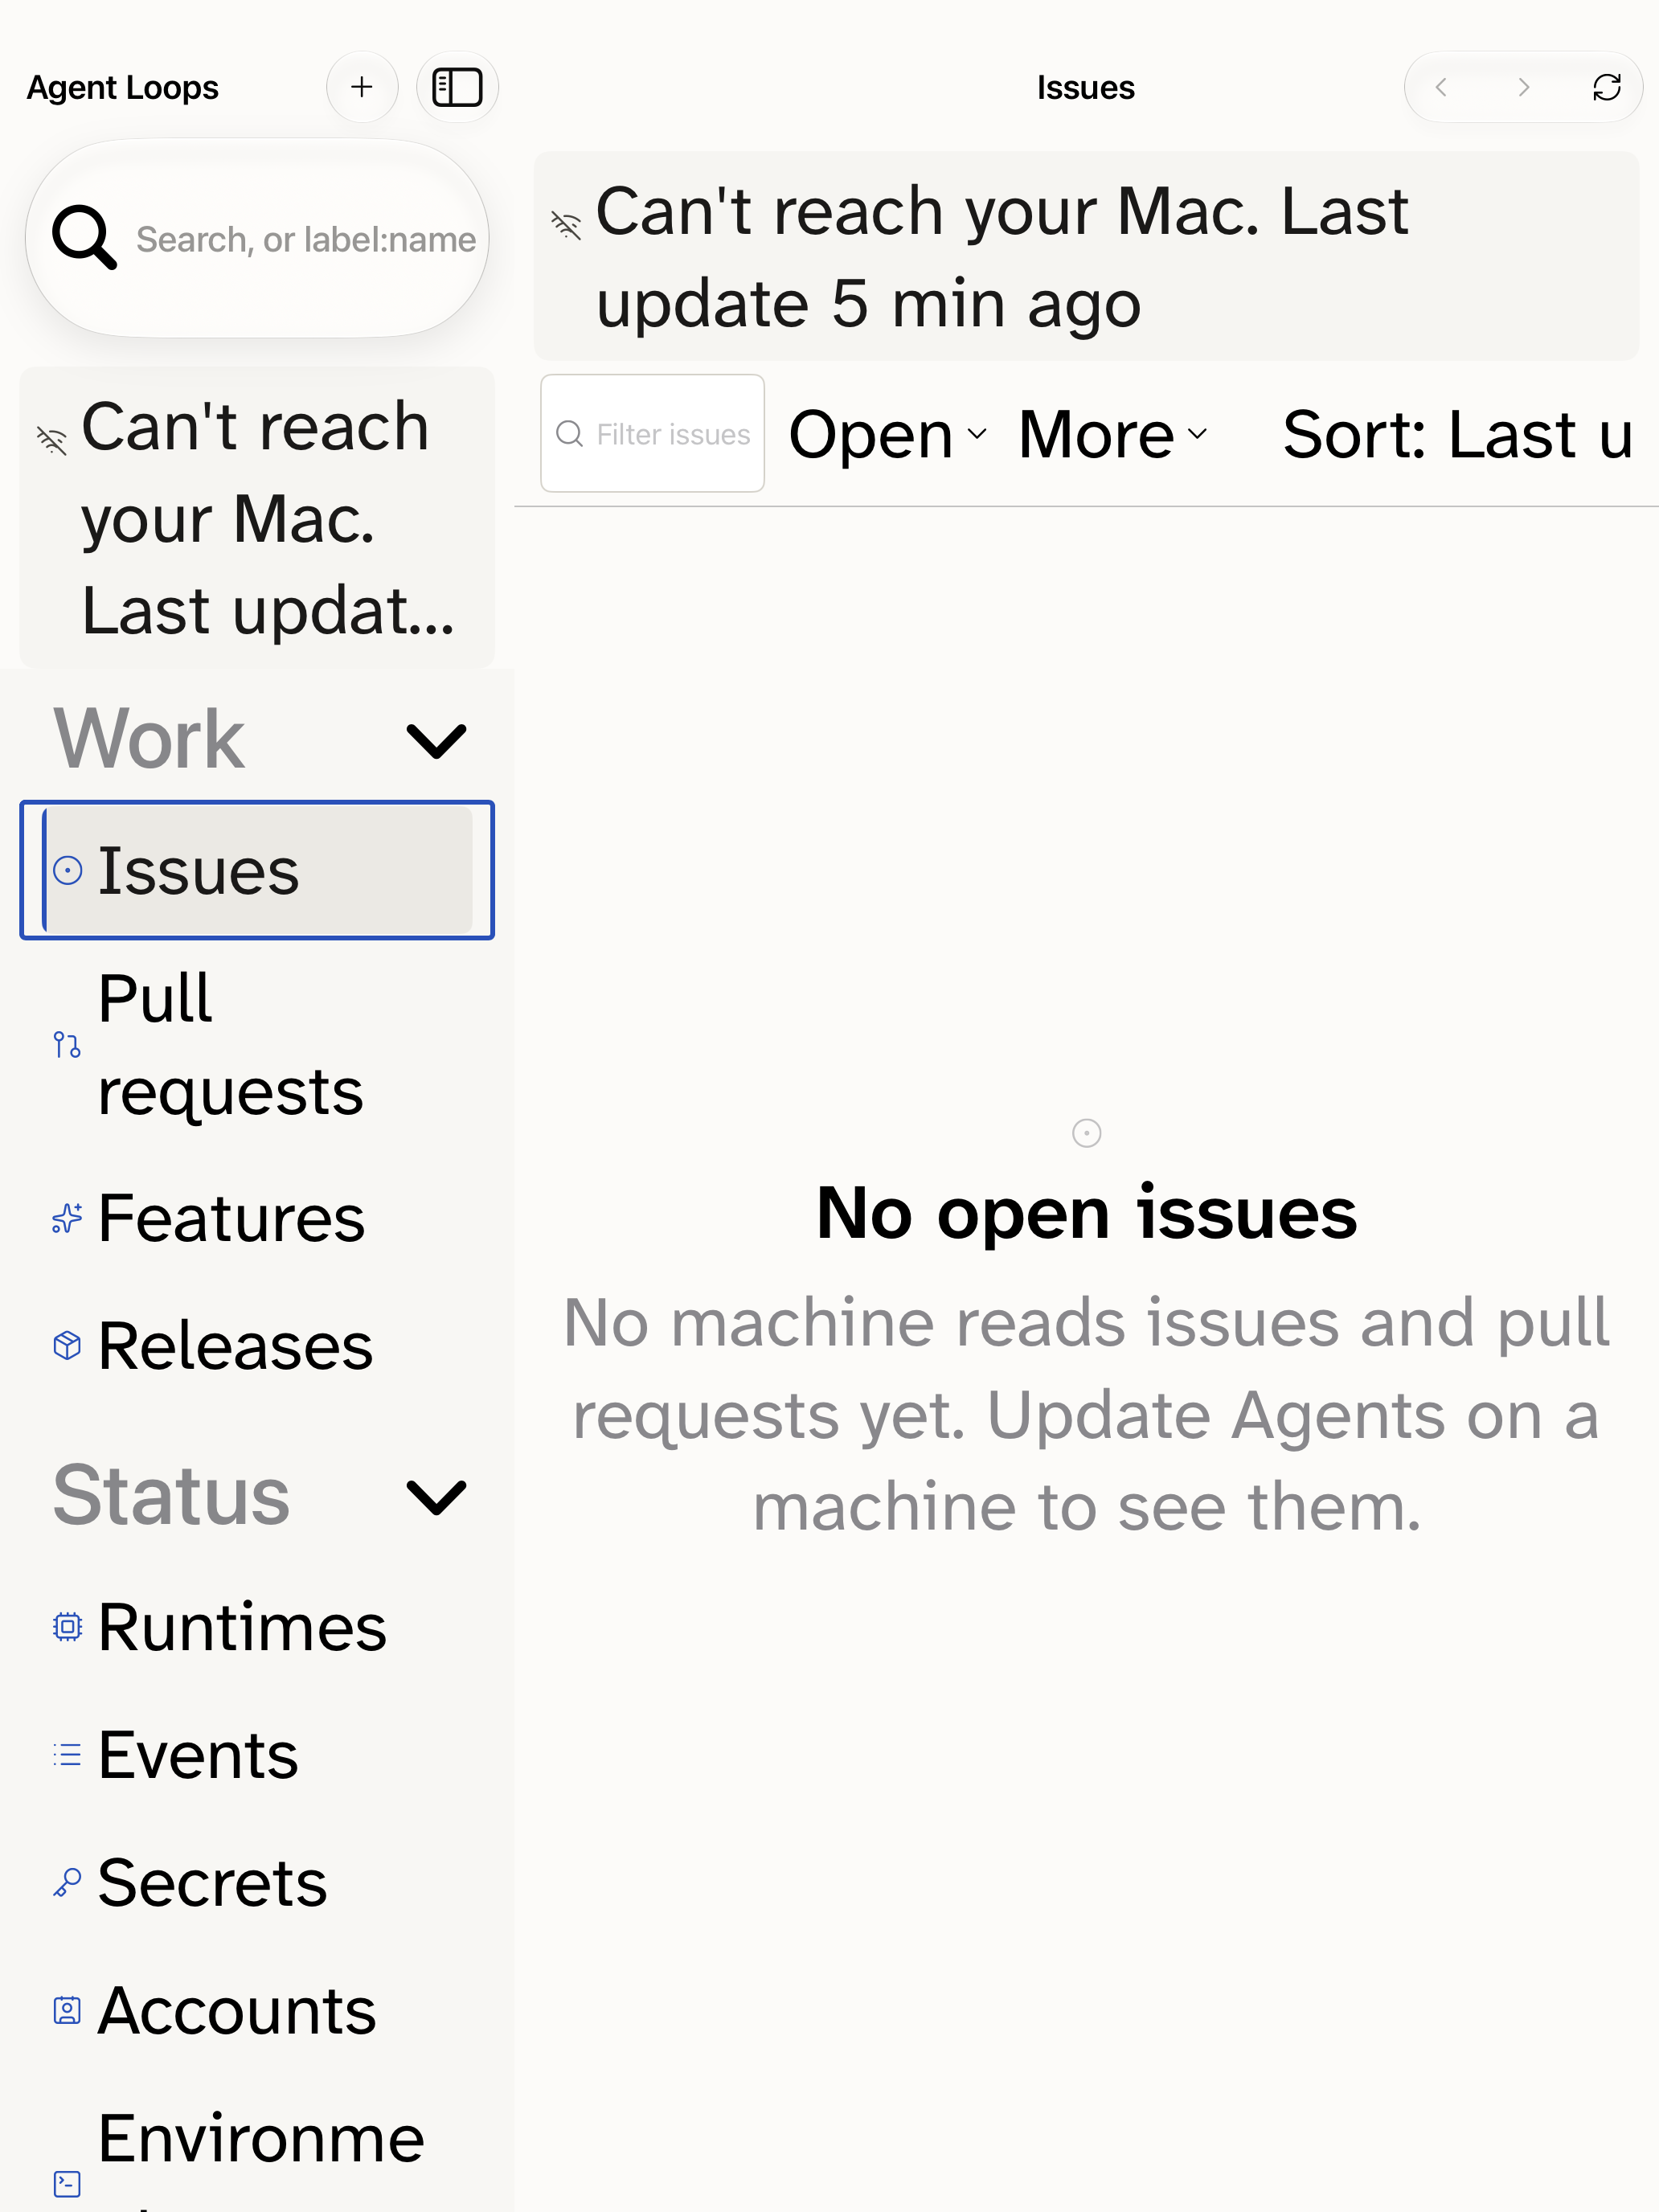 Agent Loops
Search, or label:name
Can't reach
your Mac.
Last updat...
Work
Issues
Pull
requests
Features
Releases
Status
Runtimes
Events
Secrets
Accounts
Environme
Issues
Can't reach your Mac. Last
update 5 min ago
Filter issues
Open
More
Sort: Last u
No open issues
No machine reads issues and pull
requests yet. Update Agents on a
machine to see them.